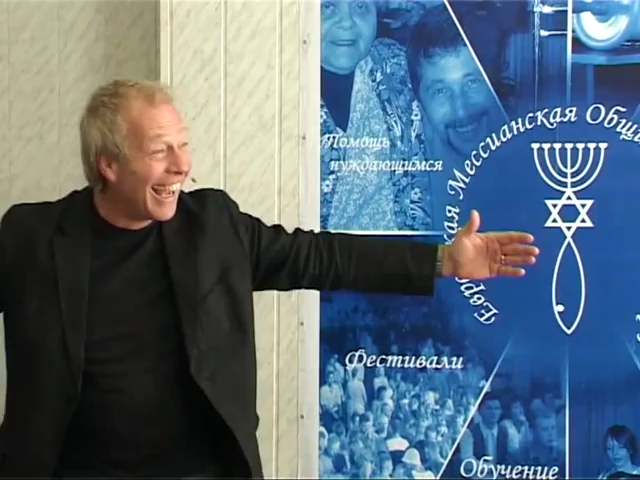 Помощь
нуждающимся
Еврейская Мессианская Общи
Фестивали
Обучение